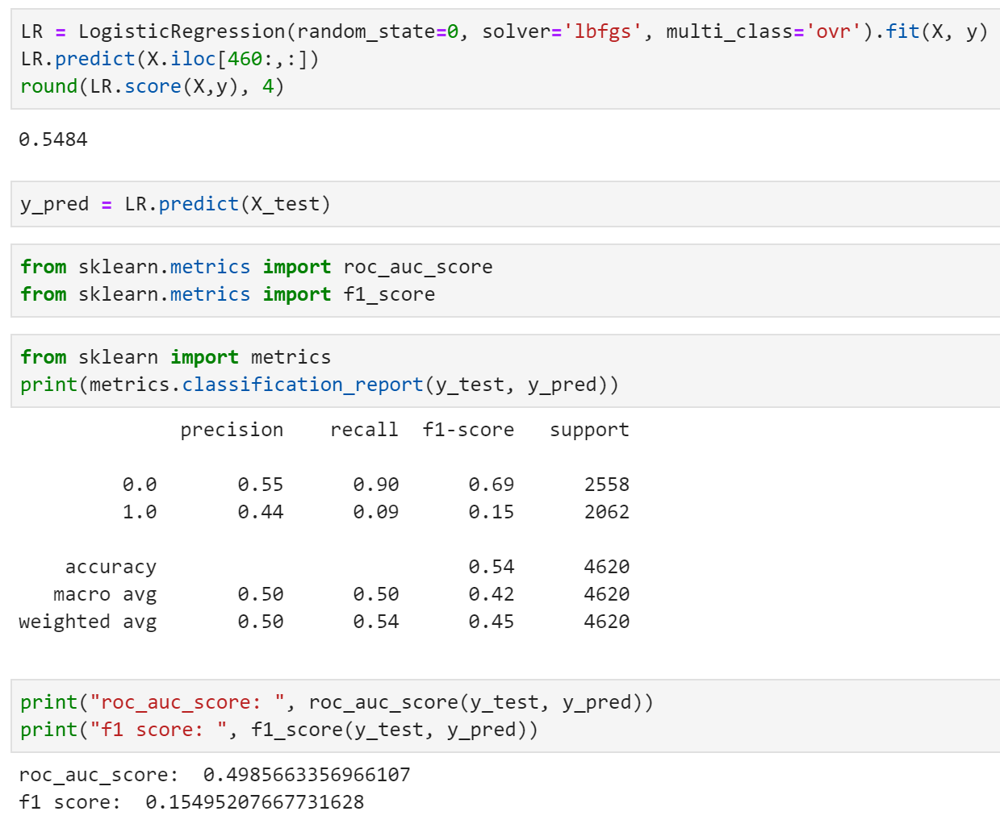 LR = LogisticRegression(random_state=0, solver='lbfgs', multi_class='ovr').fit(X, y)
LR.predict(X.iloc[460:,:])
round(LR.score(X,y), 4)
0.5484
y_pred = LR.predict(X_test)
from sklearn.metrics import roc_auc_score
from sklearn.metrics import f1_score
from sklearn import metrics
print(metrics.classification_report(y_test, y_pred))
              precision    recall  f1-score   support
         0.0       0.55      0.90      0.69      2558
         1.0       0.44      0.09      0.15      2062
    accuracy                           0.54      4620
   macro avg       0.50      0.50      0.42      4620
weighted avg       0.50      0.54      0.45      4620
print("roc_auc_score: ", roc_auc_score(y_test, y_pred))
print("f1 score: ", f1_score(y_test, y_pred))
roc_auc_score:  0.4985663356966107
f1 score:  0.15495207667731628